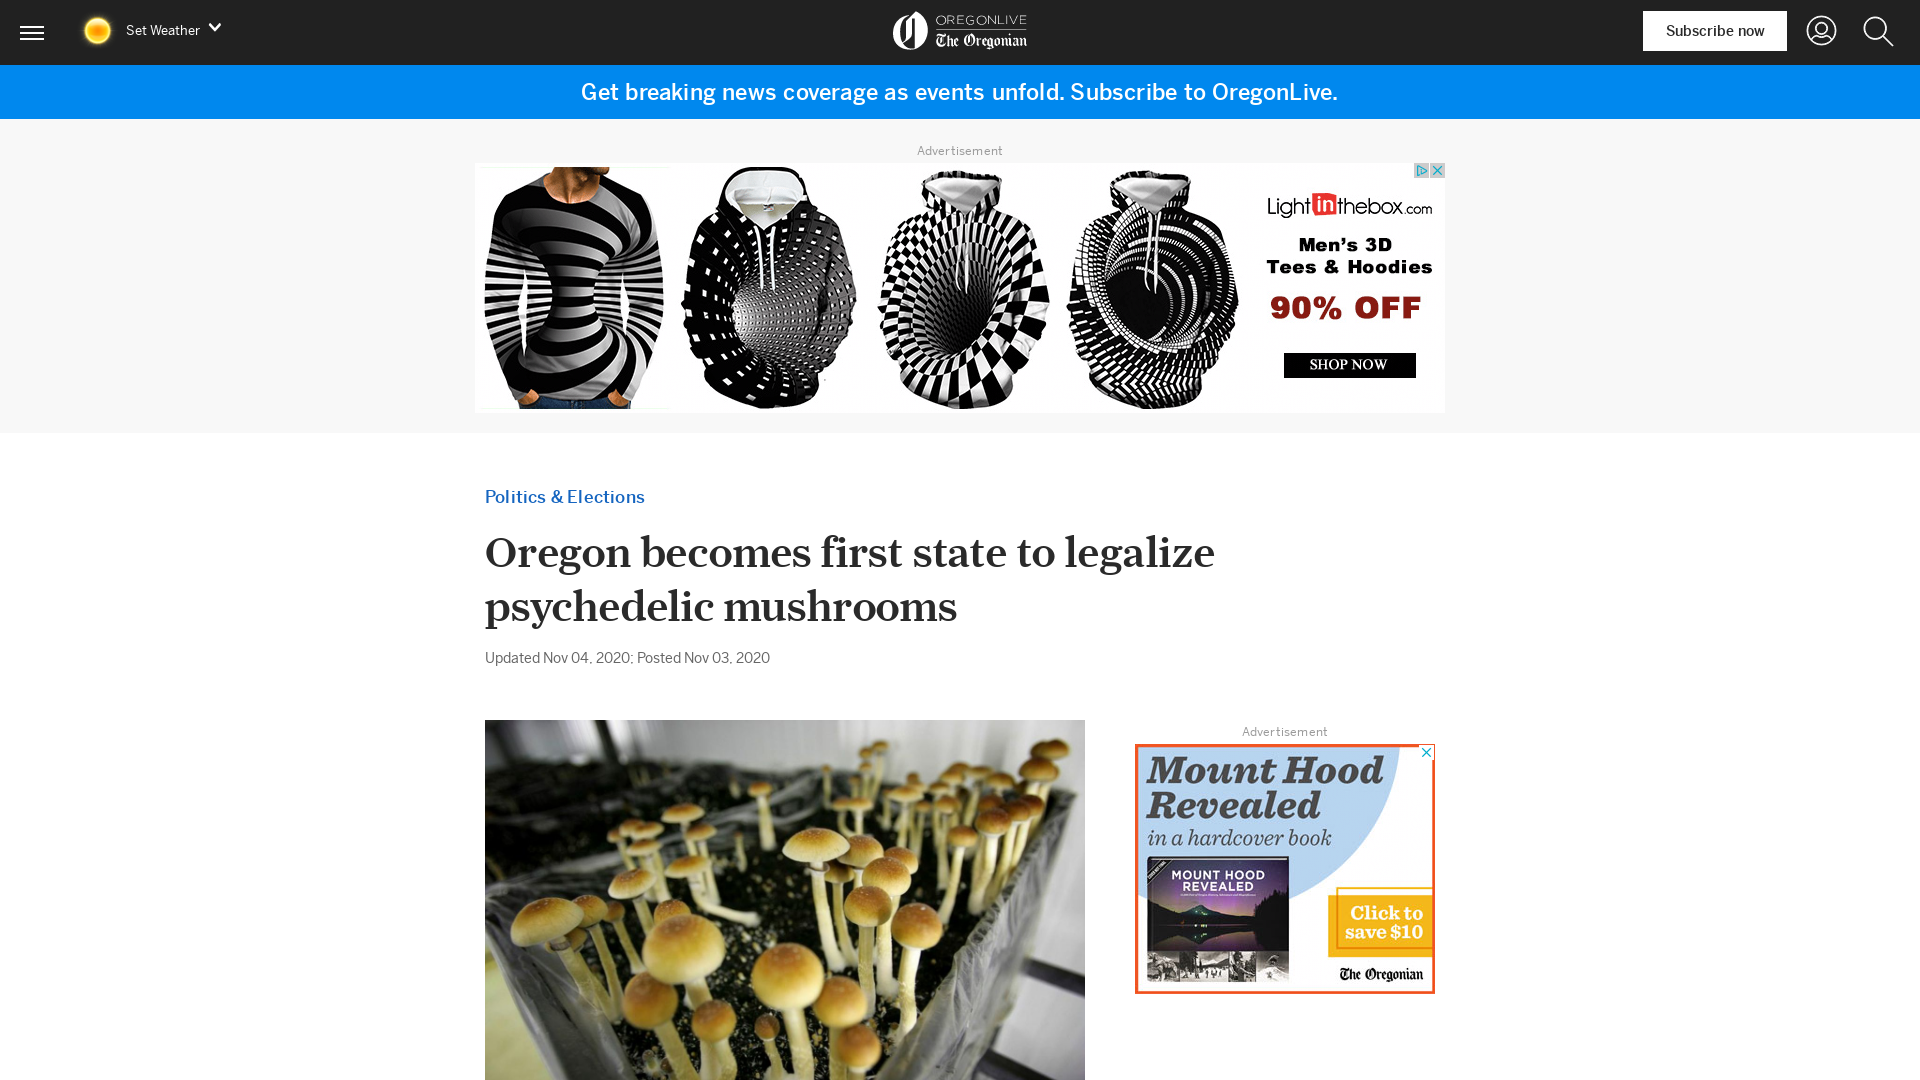 Set Weather
OREGONLIVE
The Oregonian
Subscribe now
Get breaking news coverage as events unfold. Subscribe to OregonLive.
Advertisement
Lightinthebox.com
Men's 3D
Tees & Hoodies
90% OFF
SHOP NOW
Politics & Elections
Oregon becomes first state to legalize
psychedelic mushrooms
Updated Nov 04, 2020; Posted Nov 03, 2020
Advertisement
Mount Hood
Revealed
in a hardcover book
MOUNT HOOD
REVEALED
Click to
save $10
The Oregonian